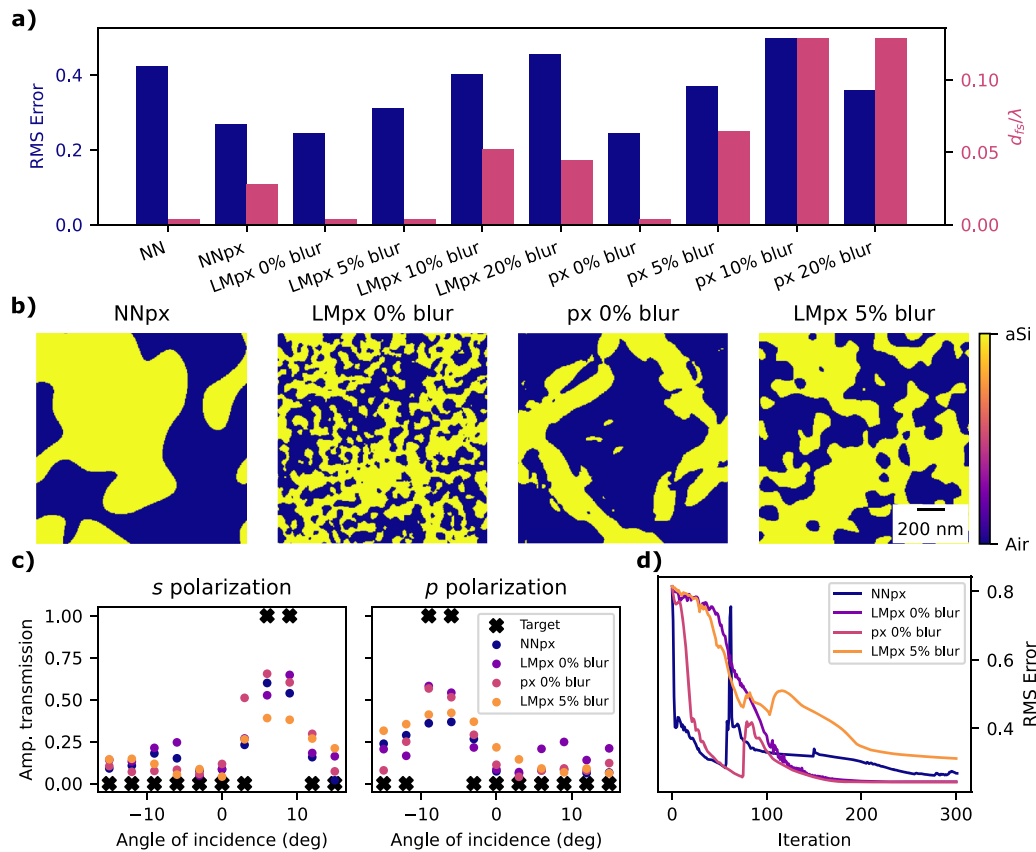 a)
RMS Error
0.4
0.2
0.0
0.10
0.05
0.00
d_fs/λ
NN
NNpx
LMpx 0% blur
LMpx 5% blur
LMpx 10% blur
LMpx 20% blur
px 0% blur
px 5% blur
px 10% blur
px 20% blur
b)
NNpx
LMpx 0% blur
px 0% blur
LMpx 5% blur
aSi
Air
200 nm
c)
s polarization
p polarization
Amp. transmission
1.00
0.75
0.50
0.25
0.00
Target
NNpx
LMpx 0% blur
px 0% blur
LMpx 5% blur
−10
0
10
−10
0
10
Angle of incidence (deg)
Angle of incidence (deg)
d)
NNpx
LMpx 0% blur
px 0% blur
LMpx 5% blur
0.8
0.6
0.4
RMS Error
0
100
200
300
Iteration